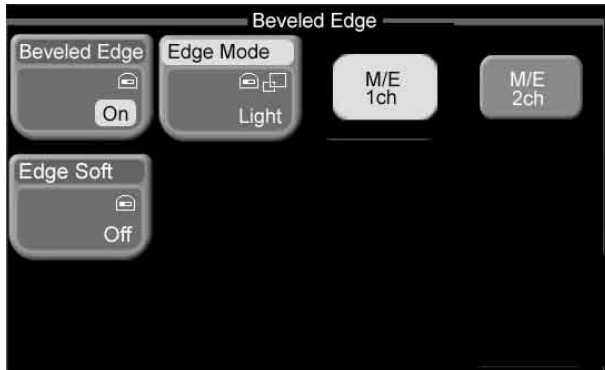 Beveled Edge
Beveled Edge
On
Edge Mode
Light
M/E
1ch
M/E
2ch
Edge Soft
Off